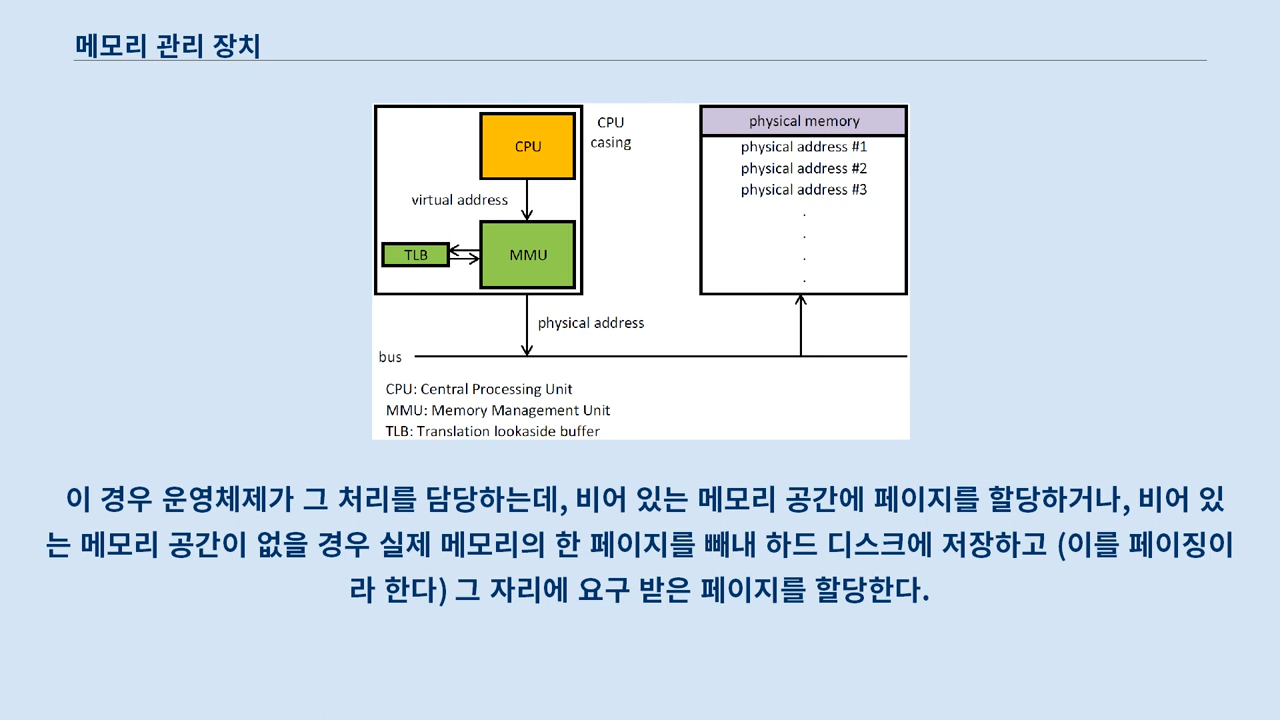 메모리 관리 장치
CPU
CPU
casing
virtual address
TLB
MMU
physical memory
physical address #1
physical address #2
physical address #3
.
.
.
.
physical address
bus
CPU: Central Processing Unit
MMU: Memory Management Unit
TLB: Translation lookaside buffer
이 경우 운영체제가 그 처리를 담당하는데, 비어 있는 메모리 공간에 페이지를 할당하거나, 비어 있
는 메모리 공간이 없을 경우 실제 메모리의 한 페이지를 빼내 하드 디스크에 저장하고 (이를 페이징이
라 한다) 그 자리에 요구 받은 페이지를 할당한다.